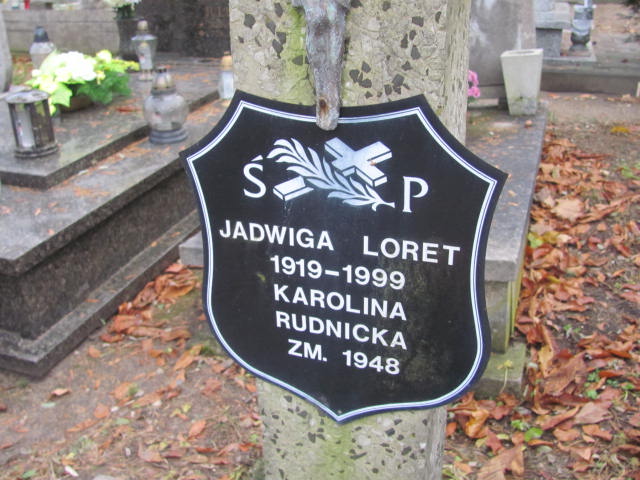 Ś P
JADWIGA LORET
1919-1999
KAROLINA
RUDNICKA
ZM. 1948